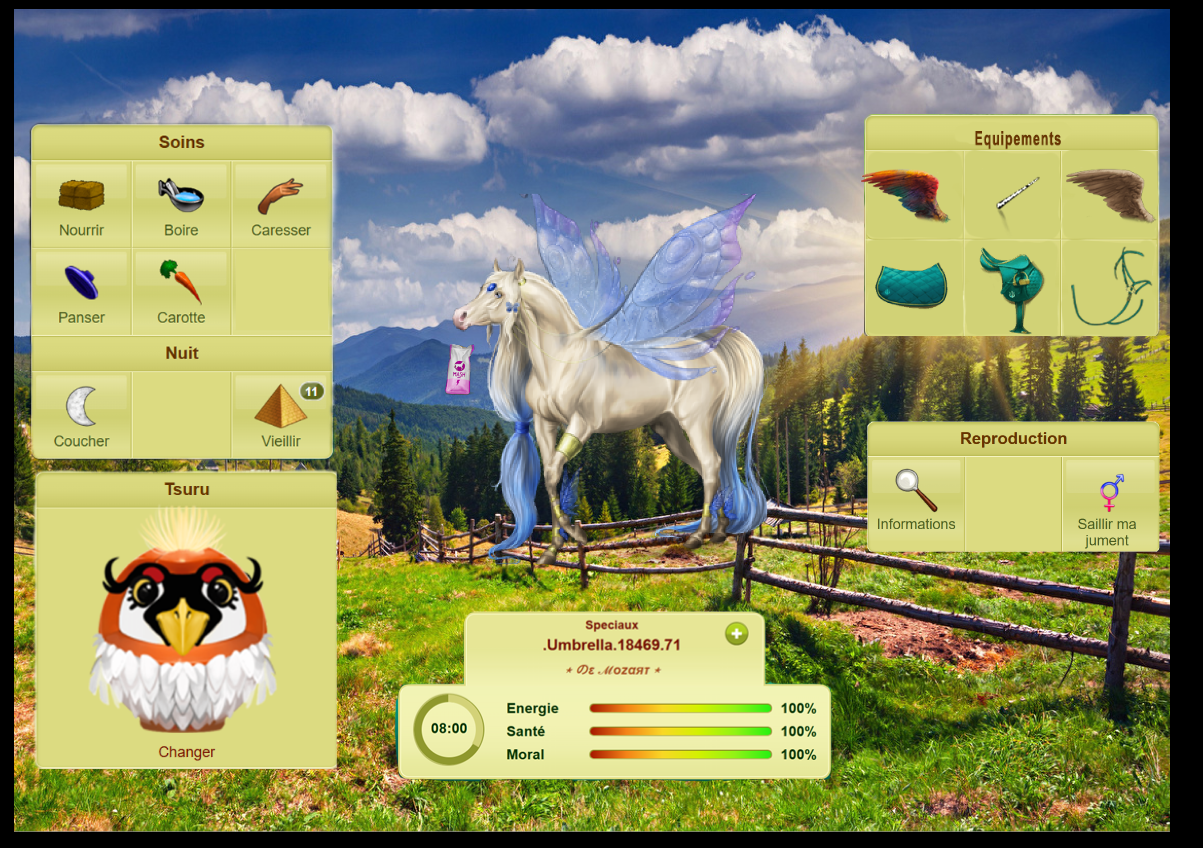 Soins
Nourrir
Boire
Caresser
Panser
Carotte
Nuit
Coucher
11
Vieillir
Tsuru
Changer
Equipements
MASH
Reproduction
Informations
Saillir ma
jument
Speciaux
.Umbrella.18469.71
⋆ De Mozart ⋆
08:00
Energie 100%
Santé 100%
Moral 100%